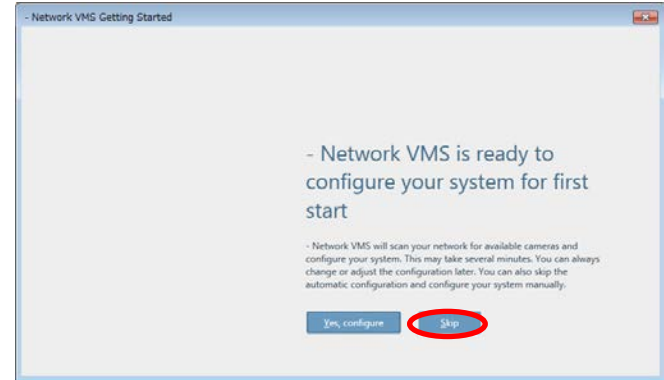 - Network VMS Getting Started
- Network VMS is ready to
configure your system for first
start
- Network VMS will scan your network for available cameras and
configure your system. This may take several minutes. You can always
change or adjust the configuration later. You can also skip the
automatic configuration and configure your system manually.
Yes, configure
Skip